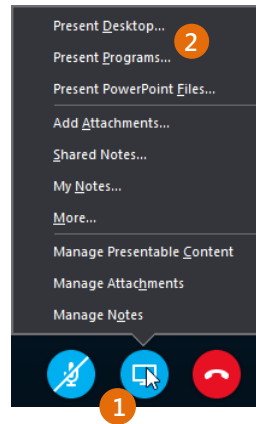 Present Desktop...
2
Present Programs...
Present PowerPoint Files...
Add Attachments...
Shared Notes...
My Notes...
More...
Manage Presentable Content
Manage Attachments
Manage Notes
1